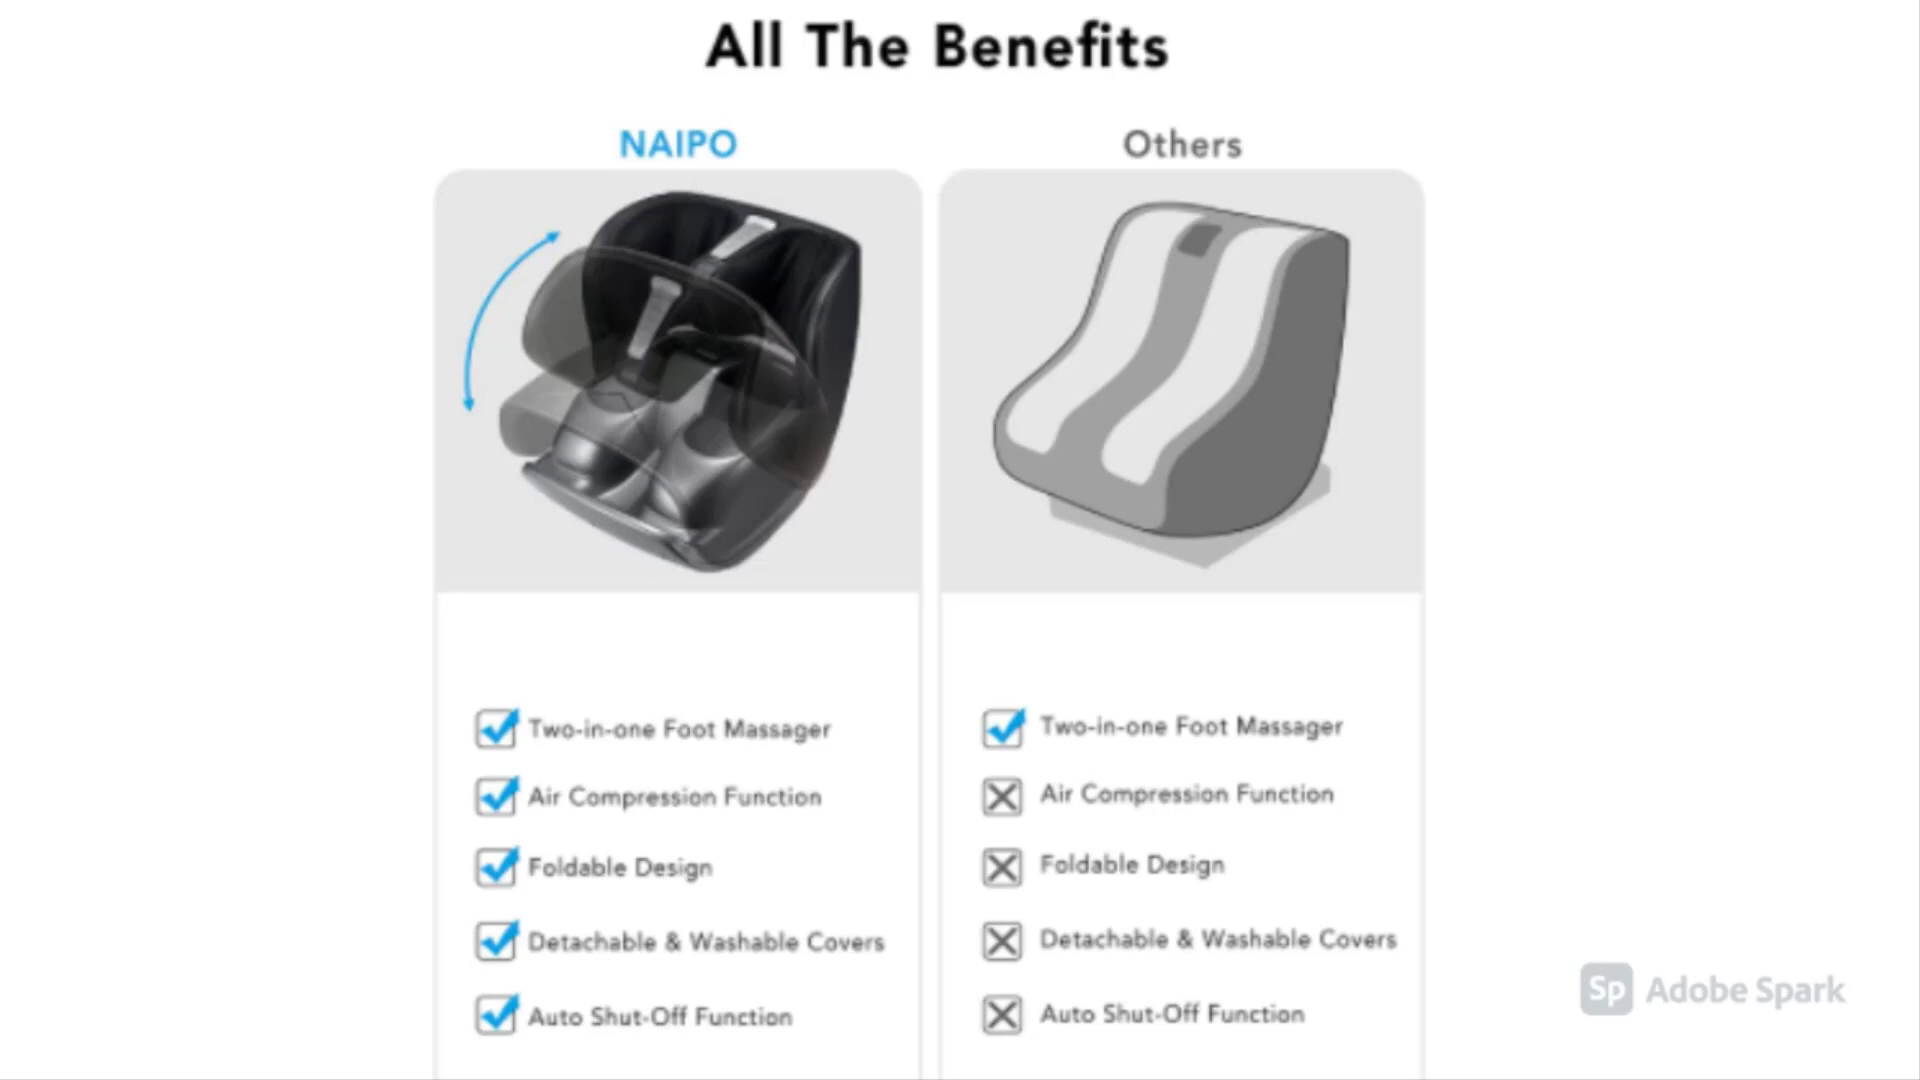 All The Benefits
NAIPO
Two-in-one Foot Massager
Air Compression Function
Foldable Design
Detachable & Washable Covers
Auto Shut-Off Function
Others
Two-in-one Foot Massager
Air Compression Function
Foldable Design
Detachable & Washable Covers
Auto Shut-Off Function
Sp Adobe Spark